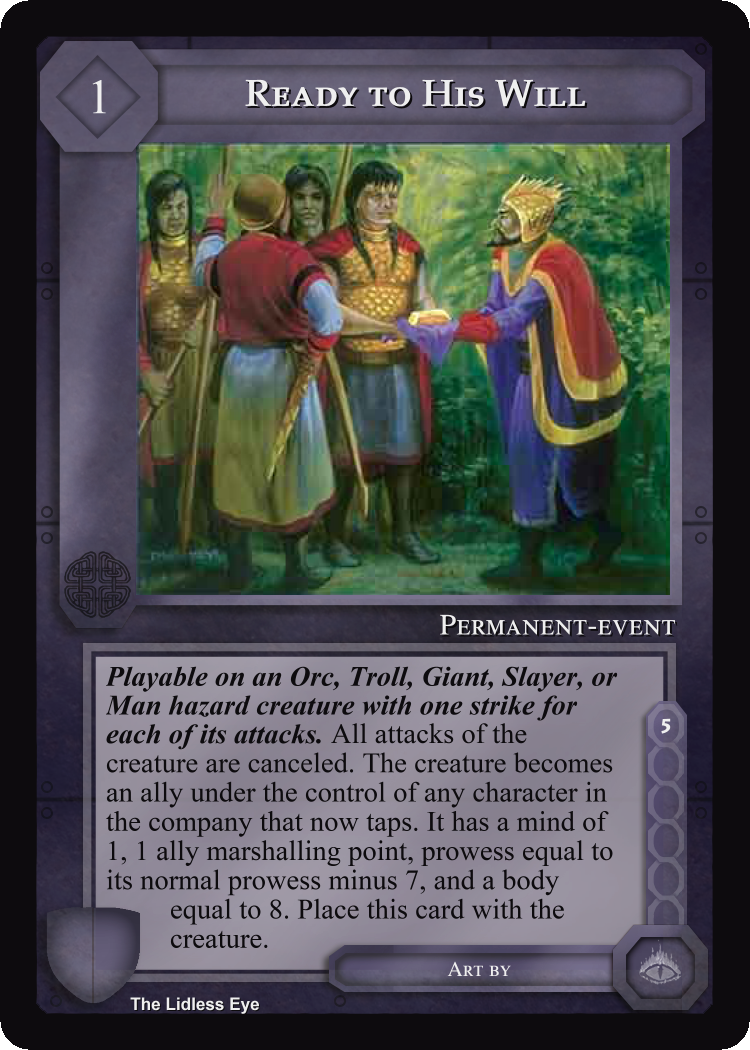 1
READY TO HIS WILL
PERMANENT-EVENT
Playable on an Orc, Troll, Giant, Slayer, or
Man hazard creature with one strike for
each of its attacks. All attacks of the
creature are canceled. The creature becomes
an ally under the control of any character in
the company that now taps. It has a mind of
1, 1 ally marshalling point, prowess equal to
its normal prowess minus 7, and a body
equal to 8. Place this card with the
creature.
5
ART BY
The Lidless Eye